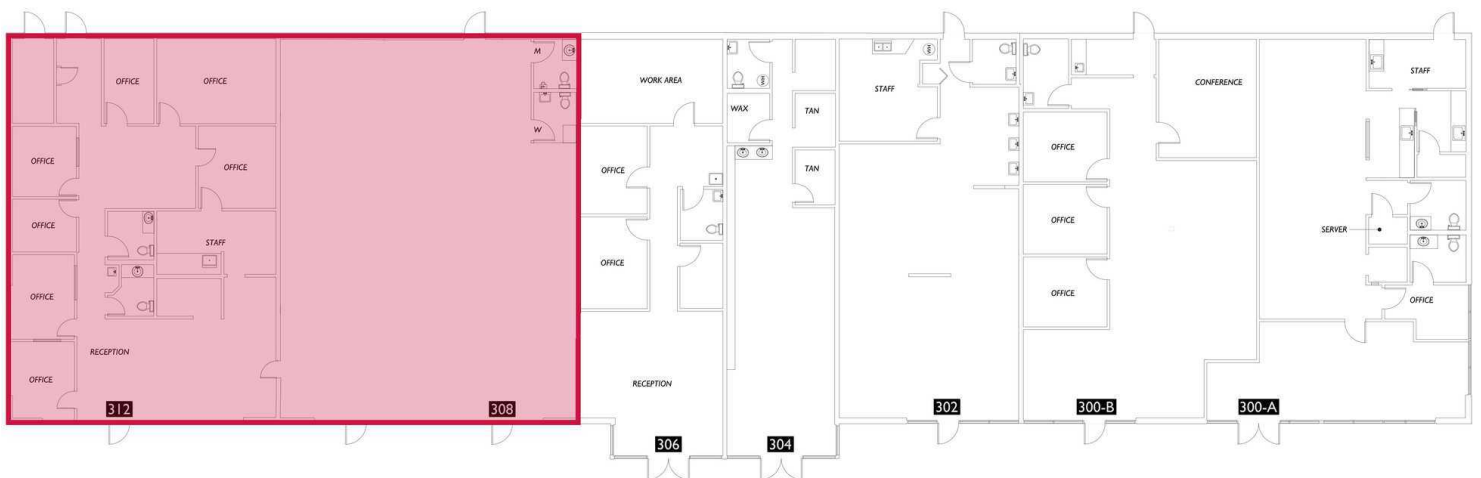 OFFICE
OFFICE
OFFICE
OFFICE
OFFICE
STAFF
OFFICE
RECEPTION
OFFICE
312
M
W
308
WORK AREA
OFFICE
OFFICE
RECEPTION
306
WAX
TAN
TAN
304
STAFF
302
OFFICE
OFFICE
OFFICE
CONFERENCE
300-B
STAFF
SERVER
OFFICE
300-A